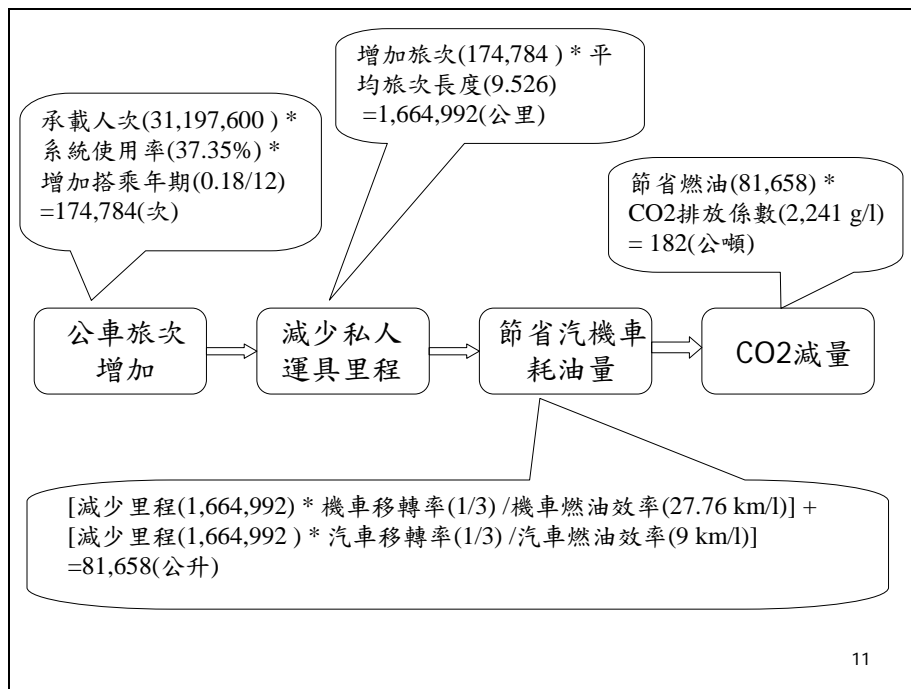 增加旅次(174,784 ) * 平
均旅次長度(9.526)
=1,664,992(公里)
承載人次(31,197,600 ) *
系統使用率(37.35%) *
增加搭乘年期(0.18/12)
=174,784(次)
節省燃油(81,658) *
CO2排放係數(2,241 g/l)
= 182(公噸)
公車旅次
增加
減少私人
運具里程
節省汽機車
耗油量
CO2減量
[減少里程(1,664,992) * 機車移轉率(1/3) /機車燃油效率(27.76 km/l)] +
[減少里程(1,664,992 ) * 汽車移轉率(1/3) /汽車燃油效率(9 km/l)]
=81,658(公升)
11